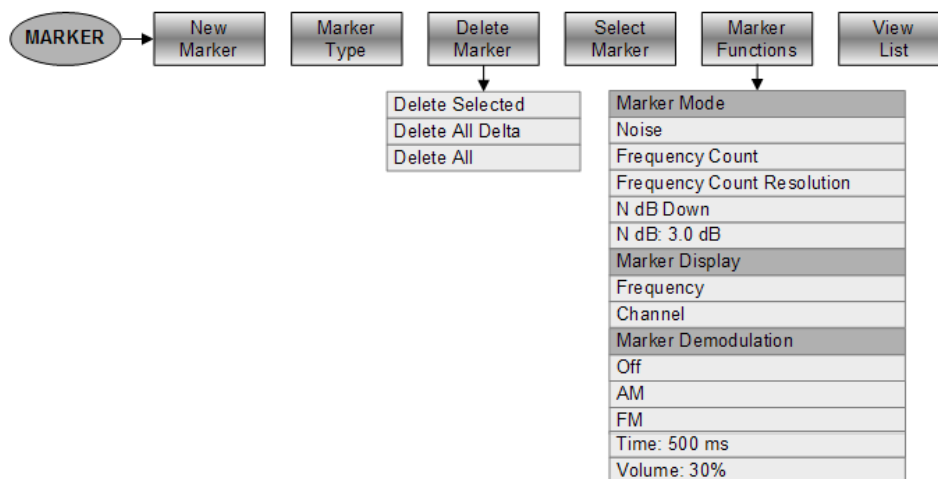 MARKER
New
Marker
Marker
Type
Delete
Marker
Select
Marker
Marker
Functions
View
List
Delete Selected
Delete All Delta
Delete All
Marker Mode
Noise
Frequency Count
Frequency Count Resolution
N dB Down
N dB: 3.0 dB
Marker Display
Frequency
Channel
Marker Demodulation
Off
AM
FM
Time: 500 ms
Volume: 30%